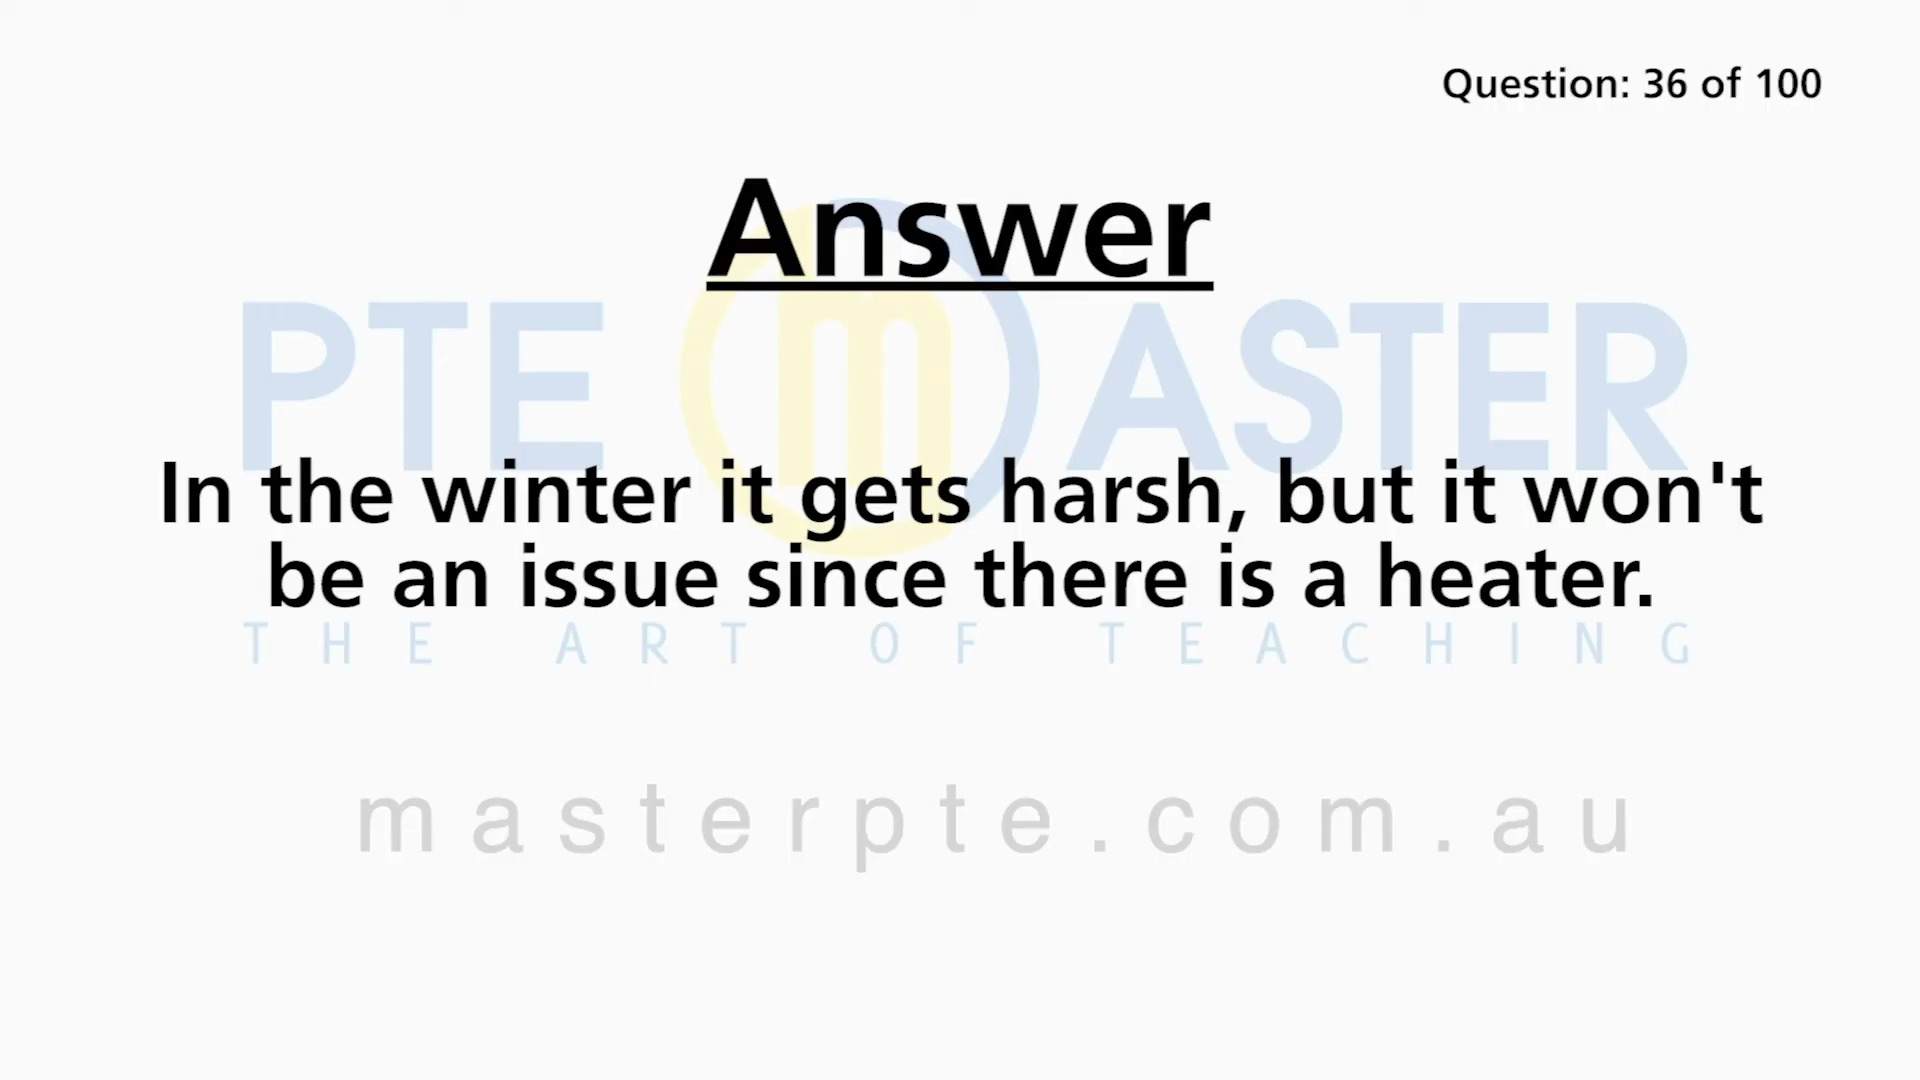 Question: 36 of 100
Answer
PTE mASTER
In the winter it gets harsh, but it won't
be an issue since there is a heater.
THE ART OF TEACHING
masterpte.com.au